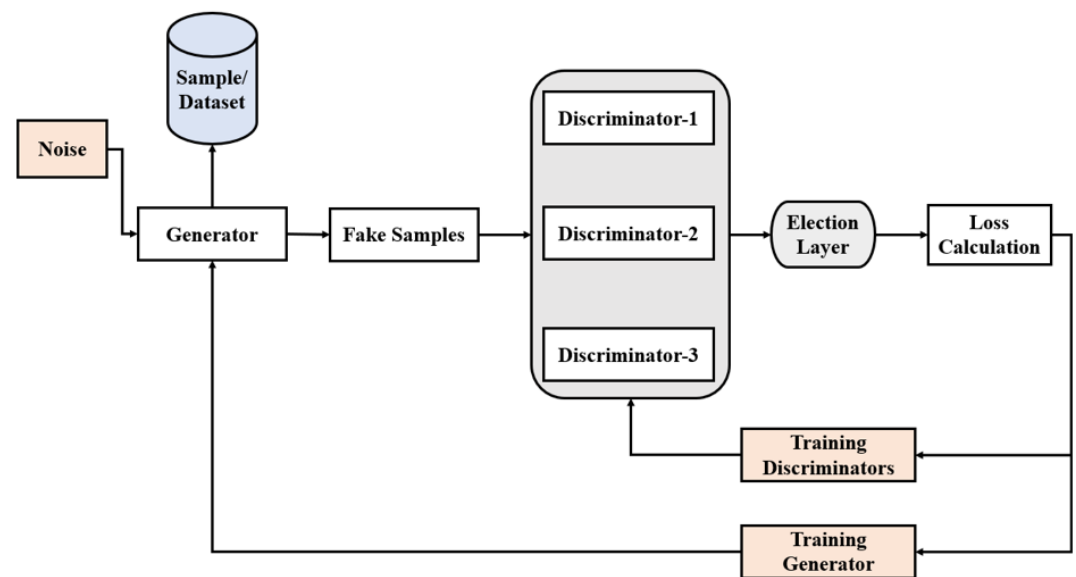 Sample/
Dataset
Noise
Generator
Fake Samples
Discriminator-1
Discriminator-2
Discriminator-3
Election
Layer
Loss
Calculation
Training
Discriminators
Training
Generator